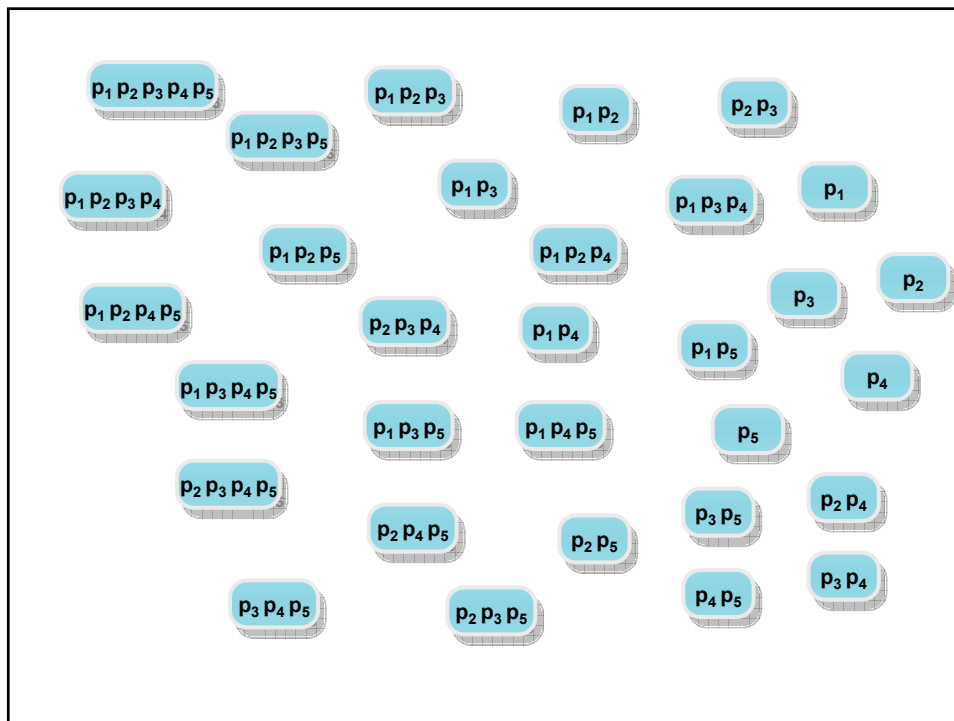 p₁ p₂ p₃ p₄ p₅
p₁ p₂ p₃
p₁ p₂
p₂ p₃
p₁ p₂ p₃ p₅
p₁ p₃
p₁ p₂ p₃ p₄
p₁ p₃ p₄
p₁
p₁ p₂ p₅
p₁ p₂ p₄
p₂
p₃
p₁ p₂ p₄ p₅
p₂ p₃ p₄
p₁ p₄
p₁ p₅
p₄
p₁ p₃ p₄ p₅
p₁ p₃ p₅
p₁ p₄ p₅
p₅
p₂ p₃ p₄ p₅
p₃ p₅
p₂ p₄
p₂ p₄ p₅
p₂ p₅
p₃ p₄
p₄ p₅
p₃ p₄ p₅
p₂ p₃ p₅